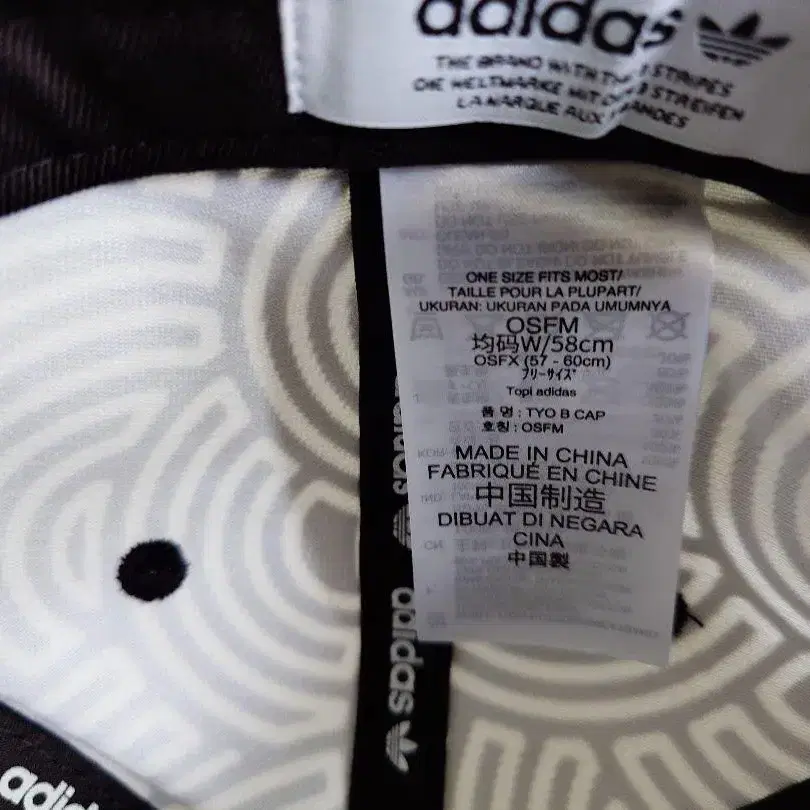 adidas
THE BRAND WITH THE 3 STRIPES
DIE WELTMARKE MIT DEN 3 STREIFEN
LA MARQUE AUX 3 BANDES
ONE SIZE FITS MOST/
TAILLE POUR LA PLUPART/
UKURAN: UKURAN PADA UMUMNYA
OSFM
均码W/58cm
OSFX (57 - 60cm)
フリーサイズ
Topi adidas
품 명 : TYO B CAP
호칭 : OSFM
MADE IN CHINA
FABRIQUÉ EN CHINE
中国制造
DIBUAT DI NEGARA
CINA
中国製
adidas
adidas
adidas